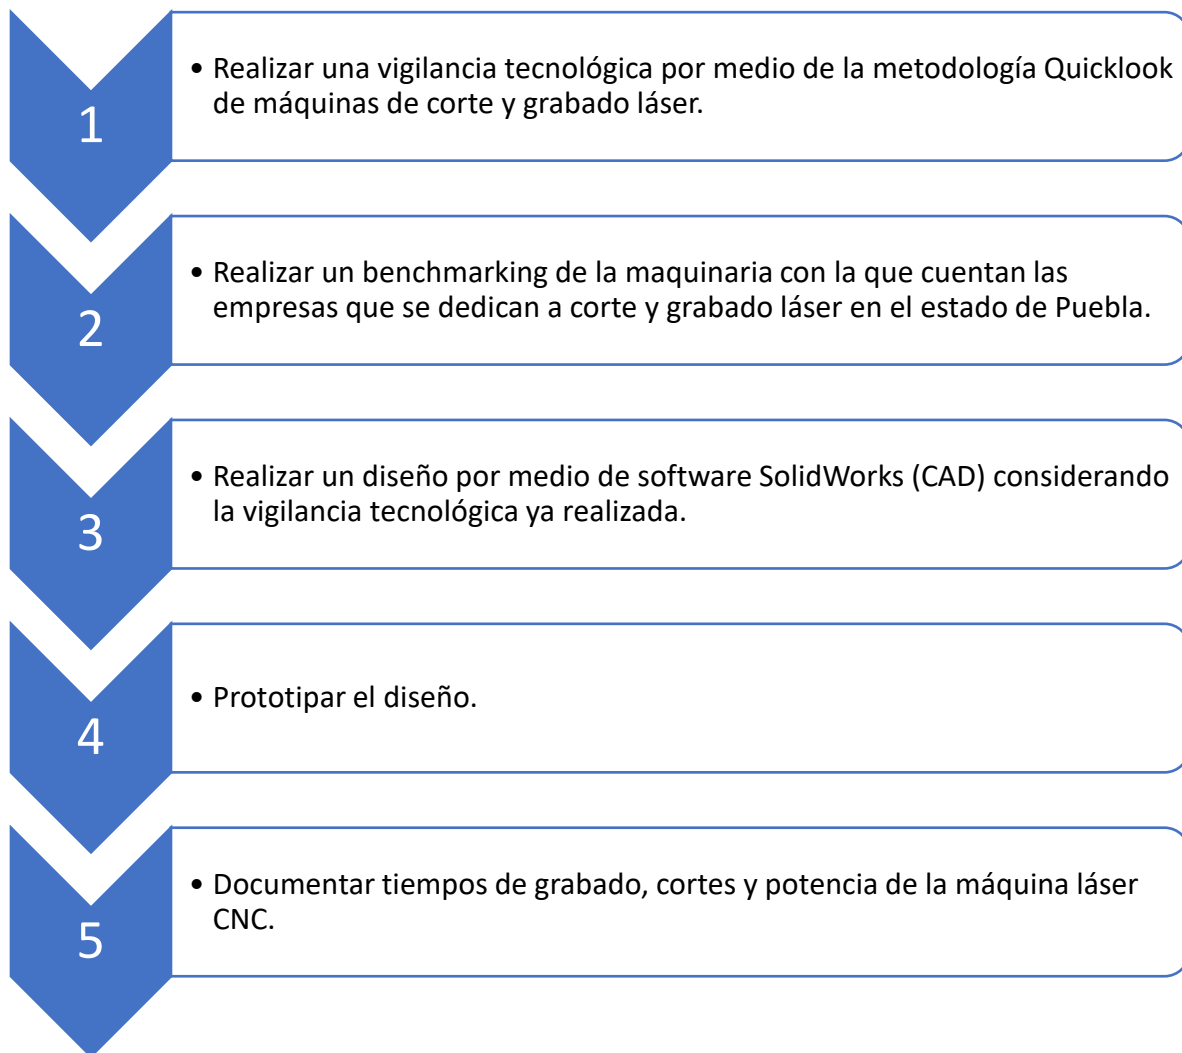 1
• Realizar una vigilancia tecnológica por medio de la metodología Quicklook
de máquinas de corte y grabado láser.
2
• Realizar un benchmarking de la maquinaria con la que cuentan las
empresas que se dedican a corte y grabado láser en el estado de Puebla.
3
• Realizar un diseño por medio de software SolidWorks (CAD) considerando
la vigilancia tecnológica ya realizada.
4
• Prototipar el diseño.
5
• Documentar tiempos de grabado, cortes y potencia de la máquina láser
CNC.